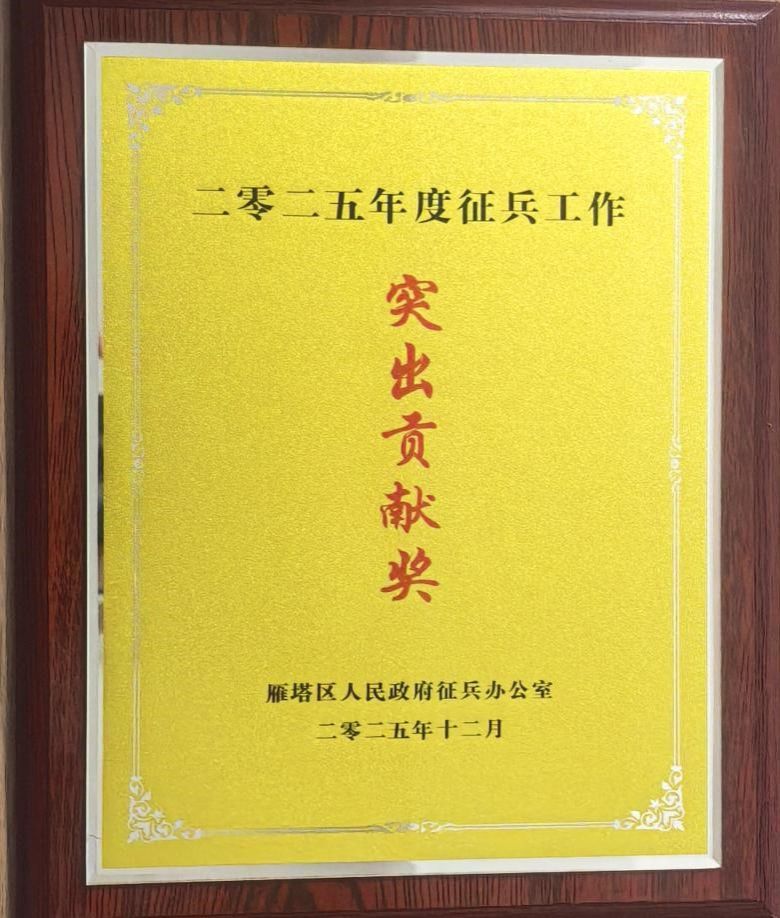 二零二五年度征兵工作
突出贡献奖
雁塔区人民政府征兵办公室
二零二五年十二月